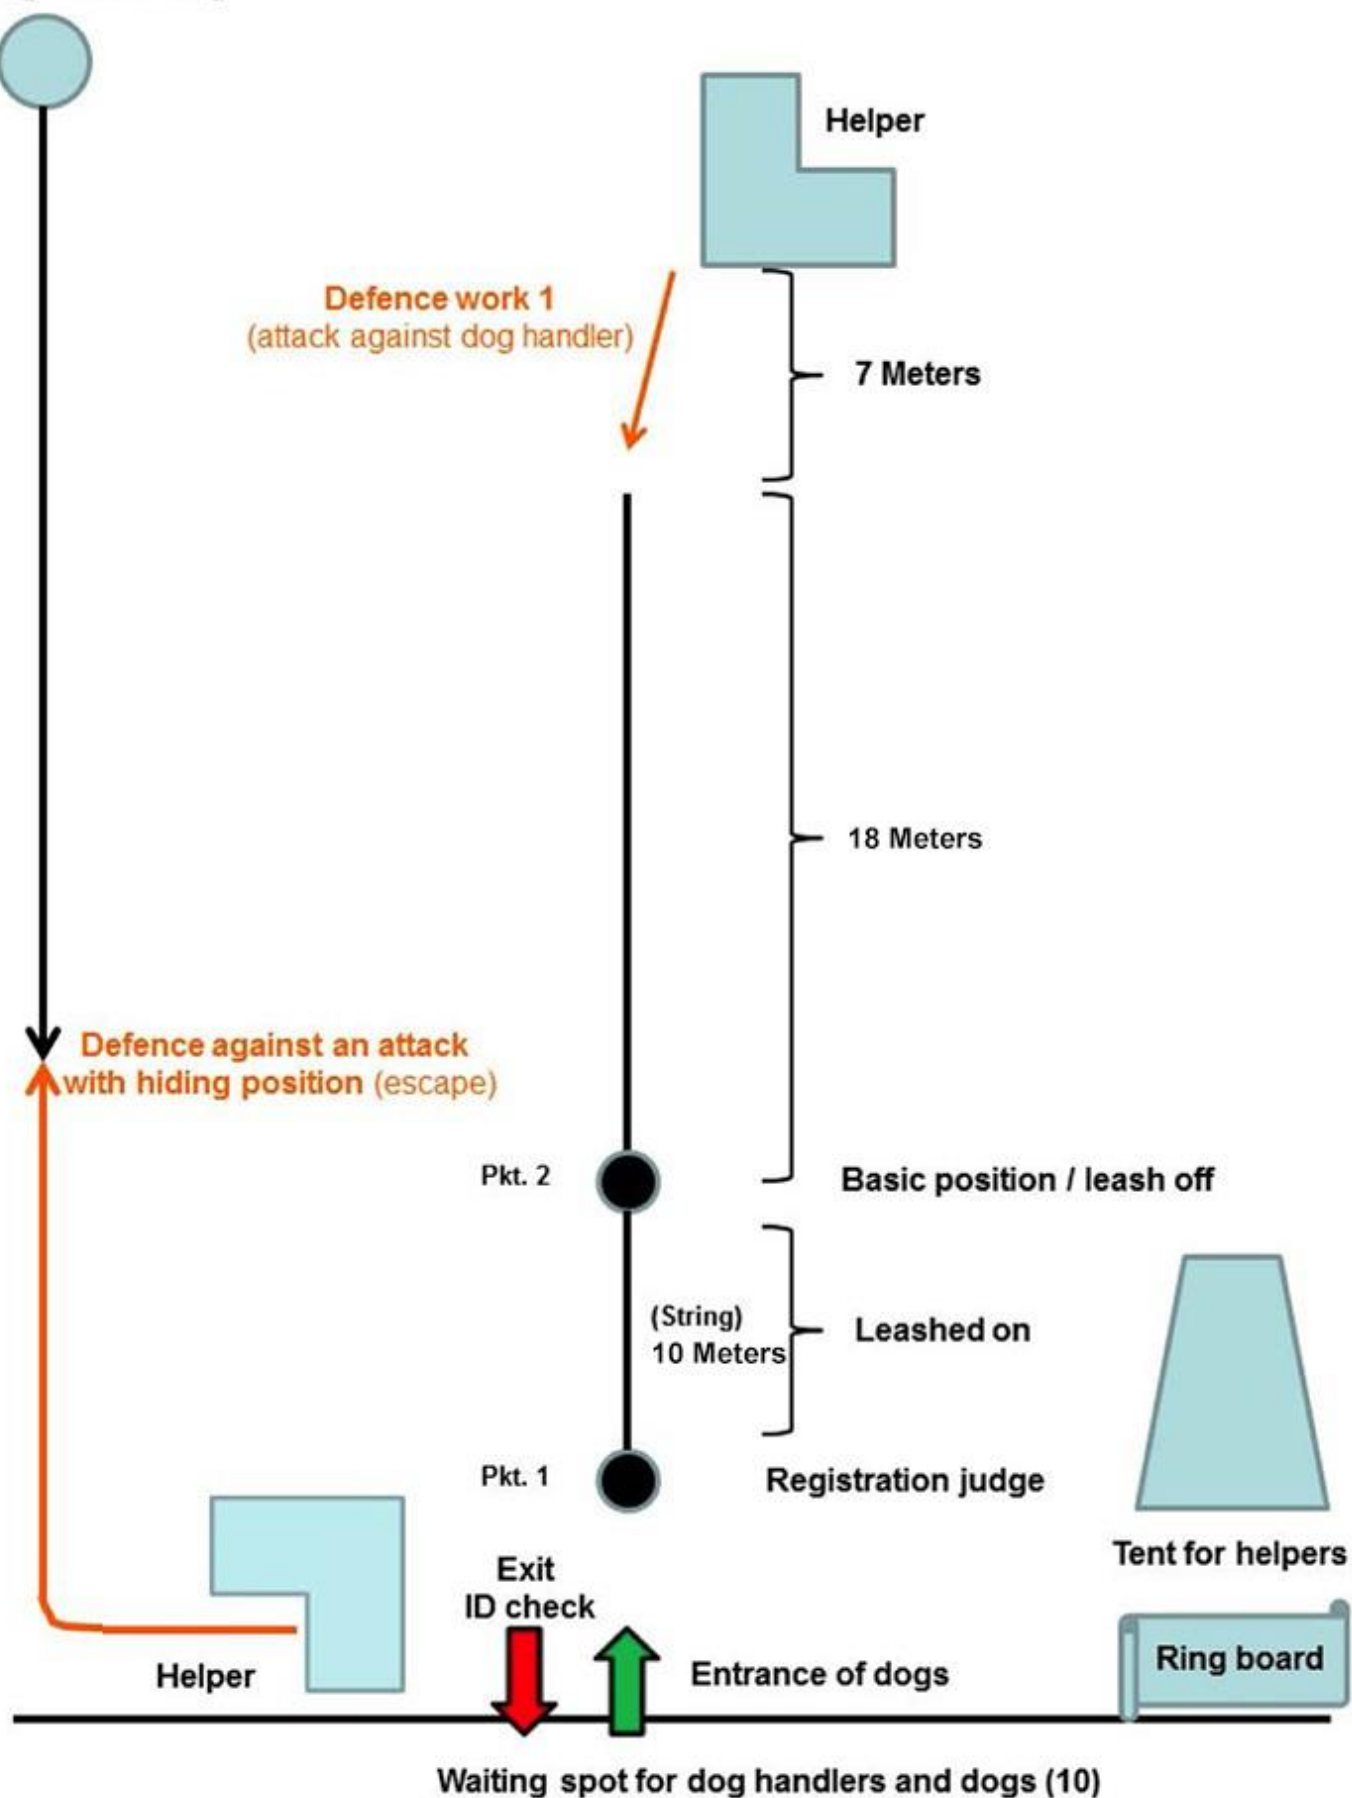 Helper
Defence work 1
(attack against dog handler)
7 Meters
18 Meters
Defence against an attack
with hiding position (escape)
Pkt. 2
Basic position / leash off
(String)
10 Meters
Leashed on
Pkt. 1
Registration judge
Tent for helpers
Exit
ID check
Helper
Entrance of dogs
Ring board
Waiting spot for dog handlers and dogs (10)